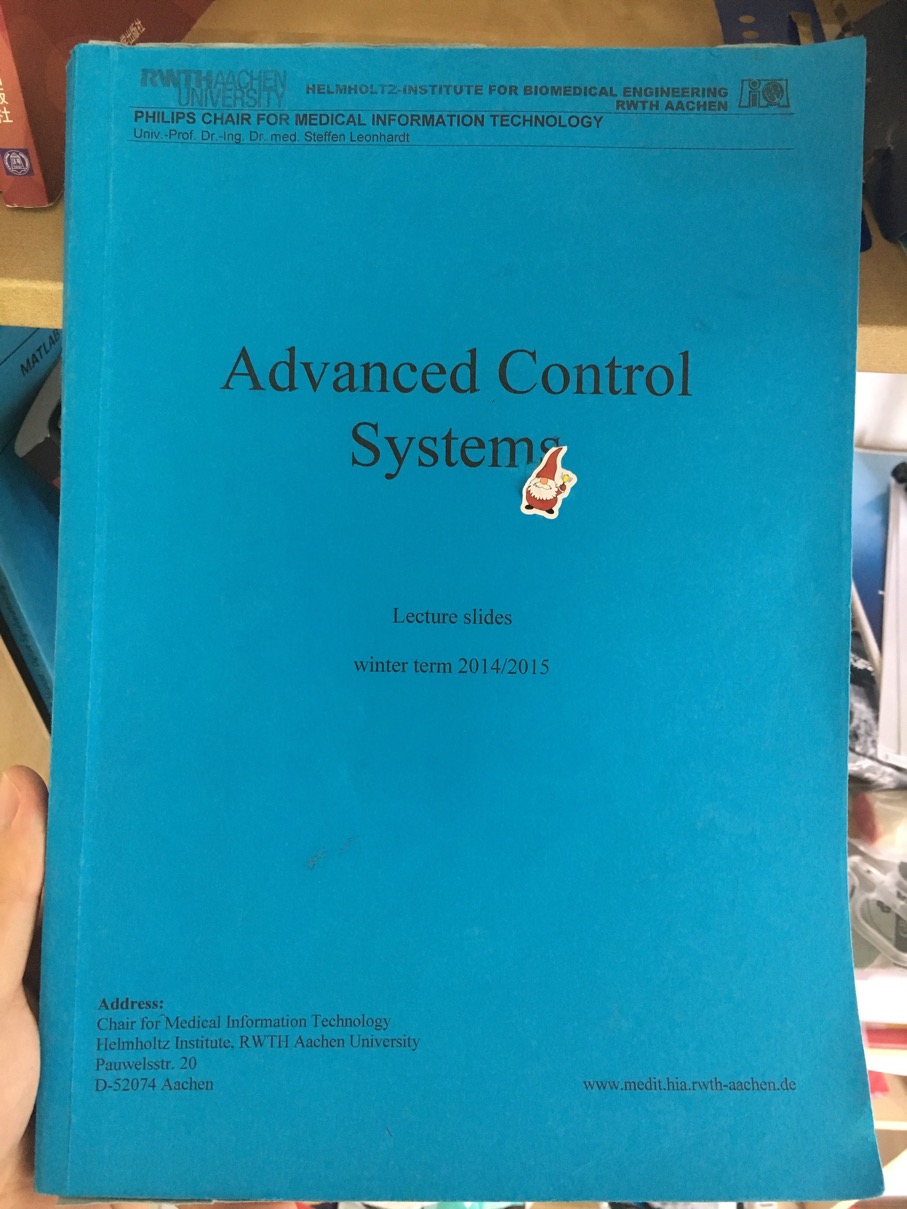 RWTHAACHEN
UNIVERSITY
HELMHOLTZ-INSTITUTE FOR BIOMEDICAL ENGINEERING
RWTH AACHEN
PHILIPS CHAIR FOR MEDICAL INFORMATION TECHNOLOGY
Univ.-Prof. Dr.-Ing. Dr. med. Steffen Leonhardt
MATLAB
Advanced Control
Systems
Lecture slides
winter term 2014/2015
Address:
Chair for Medical Information Technology
Helmholtz Institute, RWTH Aachen University
Pauwelsstr. 20
D-52074 Aachen
www.medit.hia.rwth-aachen.de